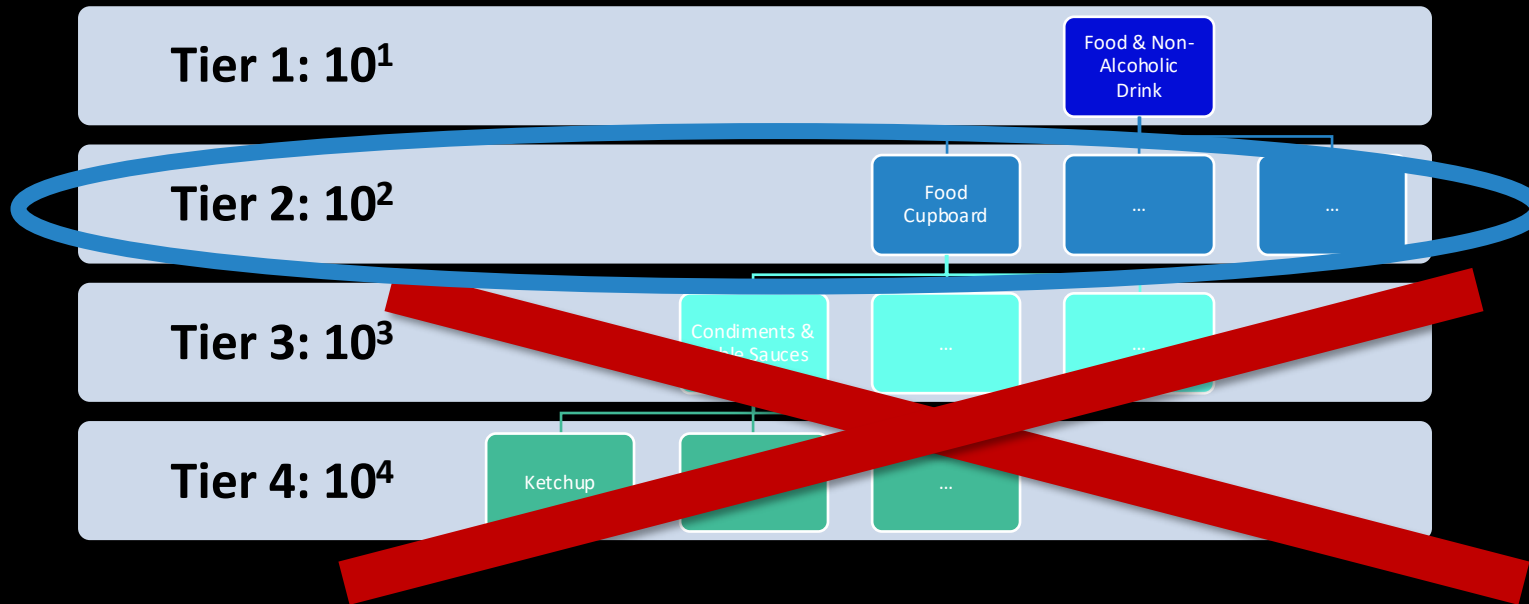 Tier 1: 10¹
Food & Non-
Alcoholic
Drink
Tier 2: 10²
Food
Cupboard
...
...
Tier 3: 10³
Condiments &
Sauces
...
...
Tier 4: 10⁴
Ketchup
...